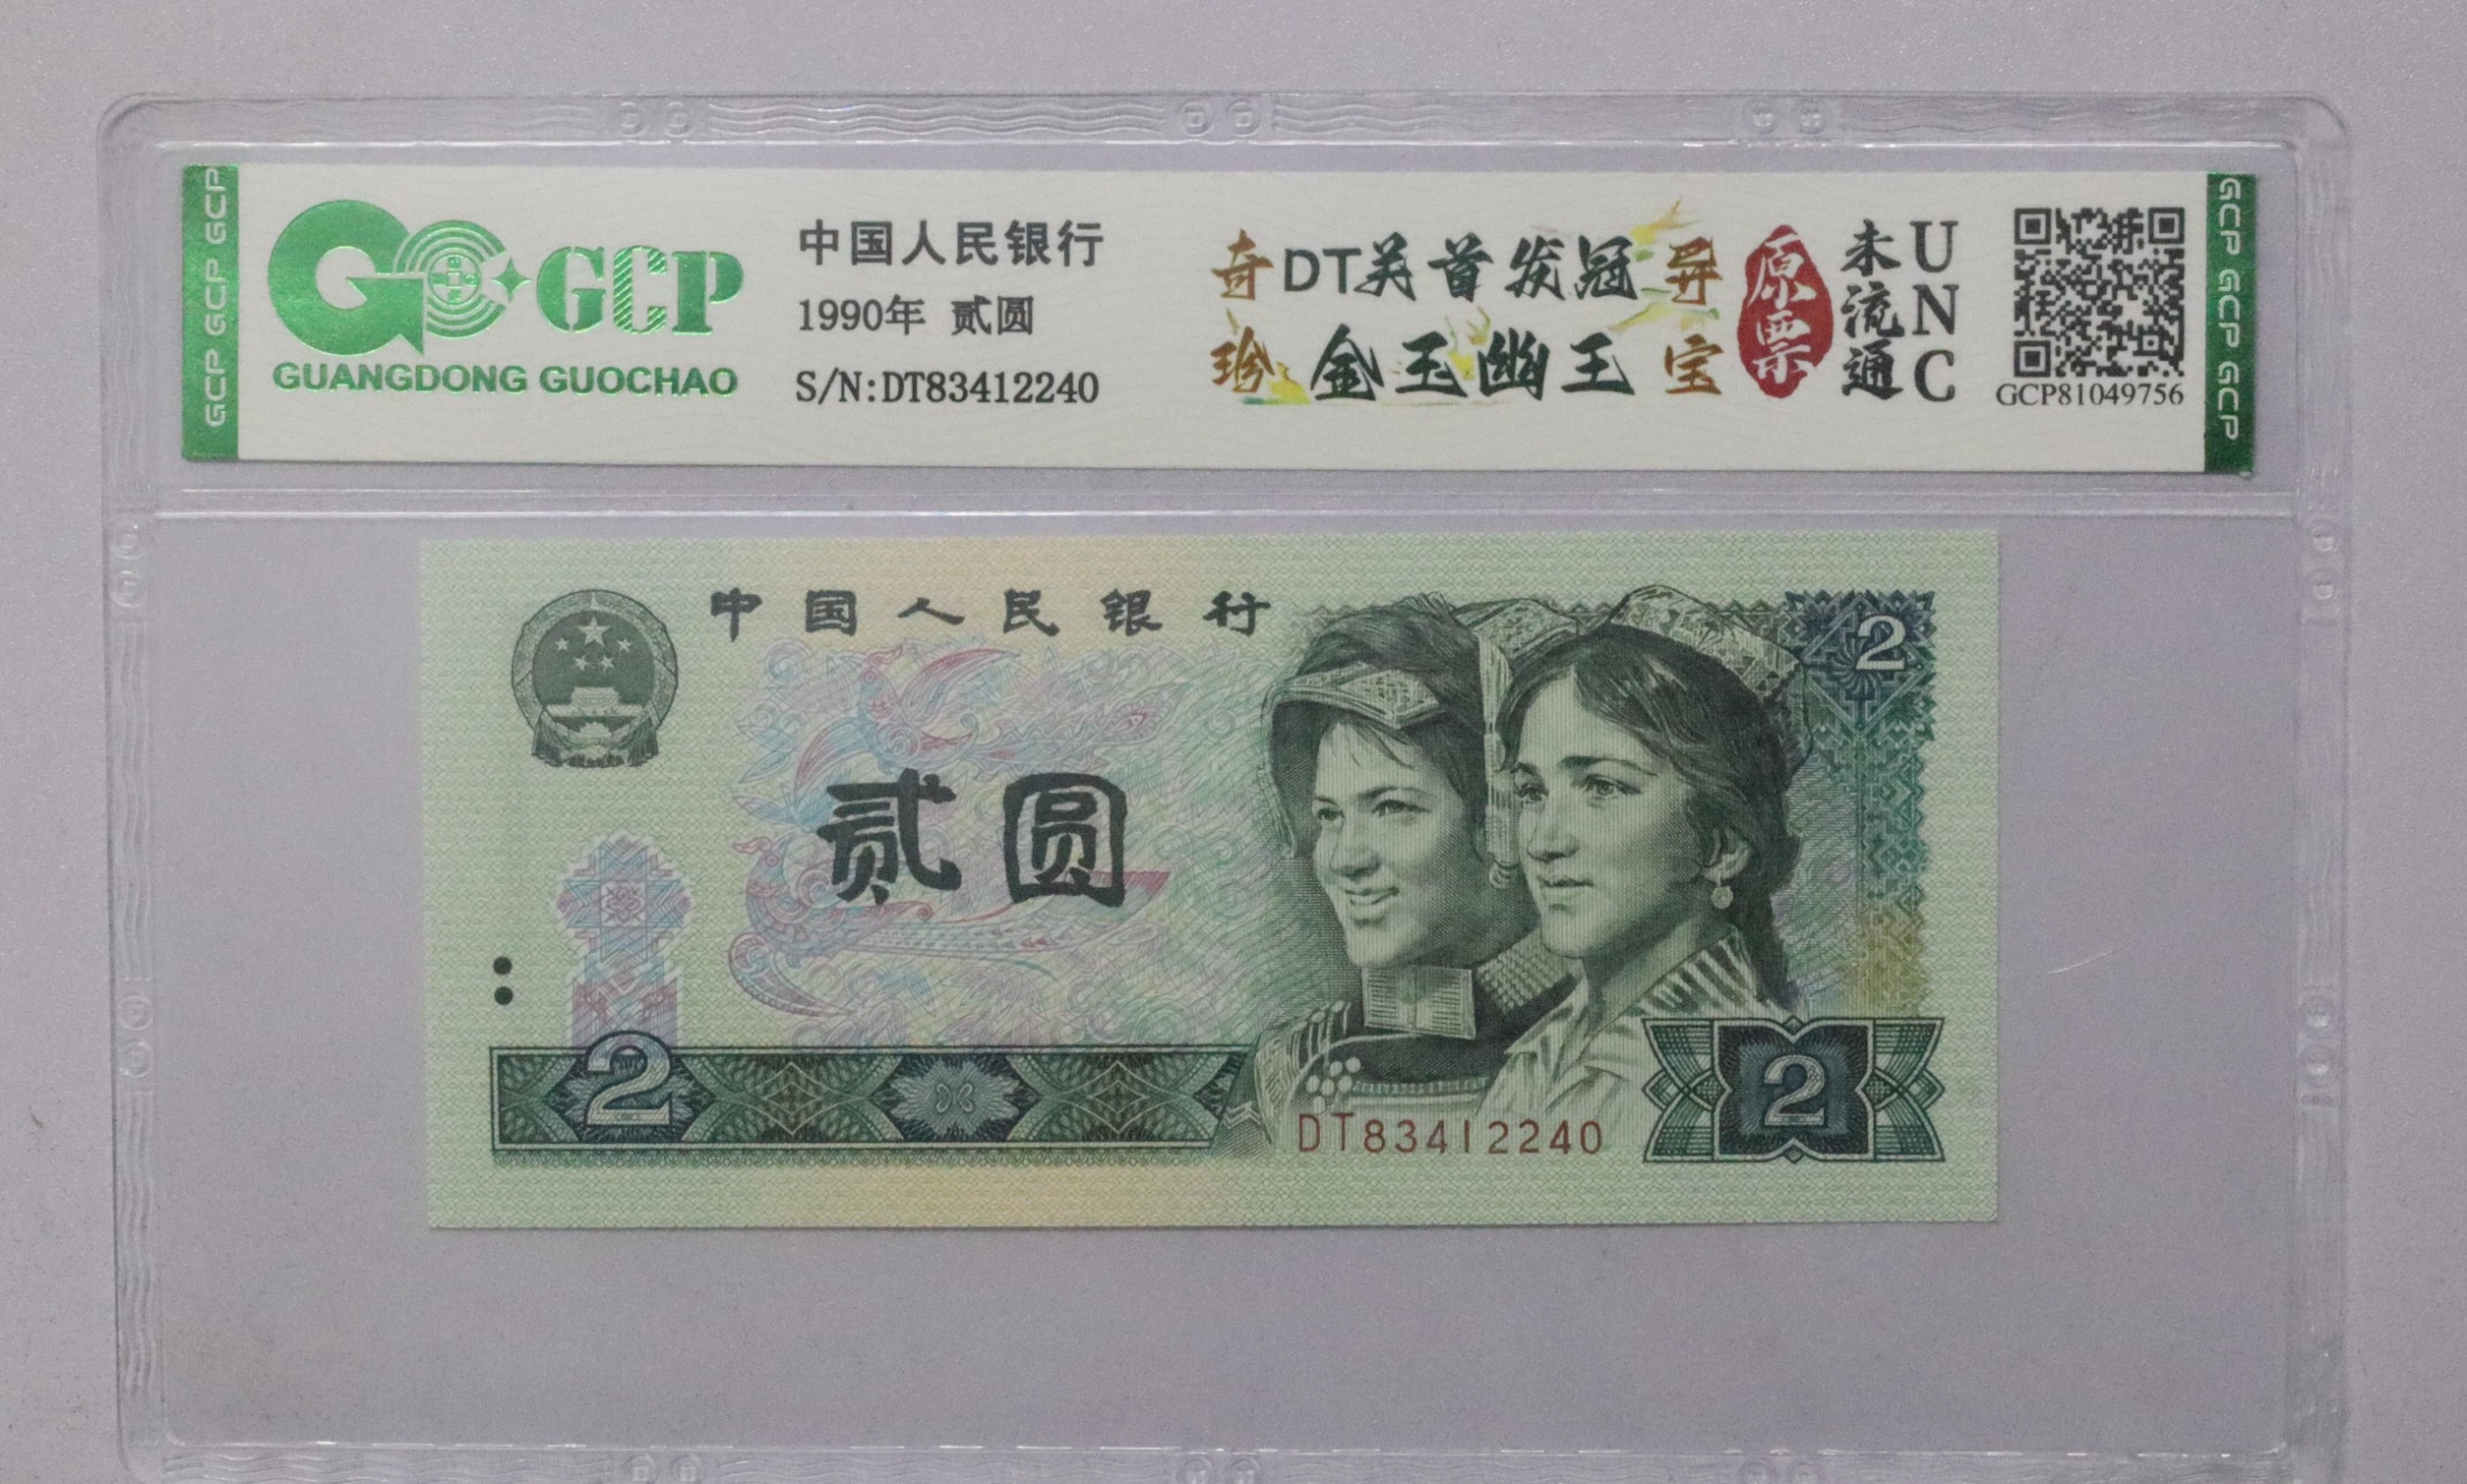 GCP GCP GCP
GCP
GUANGDONG GUOCHAO
中国人民银行
1990年 贰圆
S/N:DT83412240
奇DT关首发冠异
珍金玉幽王宝
原票
未流通
UNC
GCP81049756
GCP GCP GCP
中国人民银行
2
贰圆
2
DT83412240
2